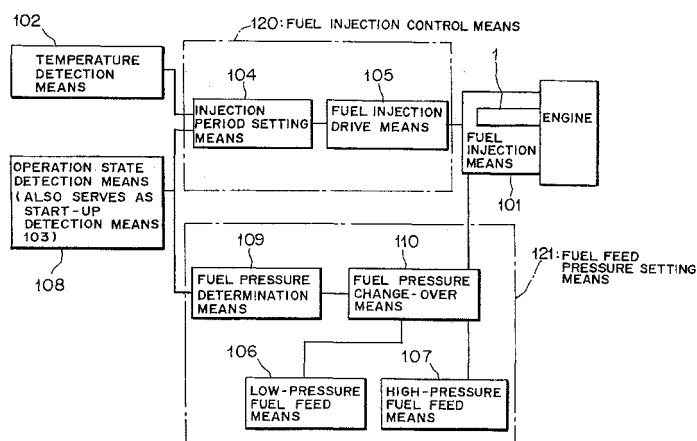 102
TEMPERATURE
DETECTION
MEANS
120: FUEL INJECTION CONTROL MEANS
104
INJECTION
PERIOD SETTING
MEANS
105
FUEL INJECTION
DRIVE MEANS
1
ENGINE
FUEL
INJECTION
MEANS
101
OPERATION STATE
DETECTION MEANS
(ALSO SERVES AS
START-UP
DETECTION MEANS
103)
108
109
FUEL PRESSURE
DETERMINATION
MEANS
110
FUEL PRESSURE
CHANGE-OVER
MEANS
121: FUEL FEED
PRESSURE SETTING
MEANS
106
LOW-PRESSURE
FUEL FEED
MEANS
107
HIGH-PRESSURE
FUEL FEED
MEANS